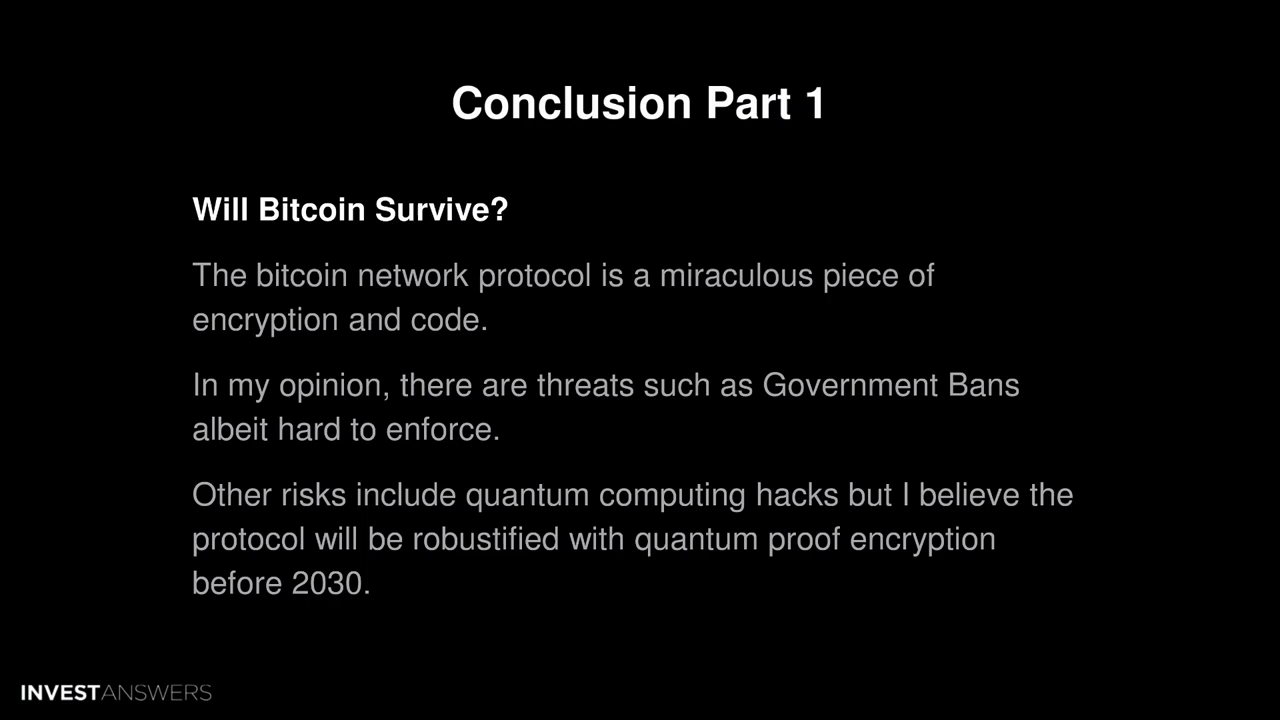 Conclusion Part 1
Will Bitcoin Survive?
The bitcoin network protocol is a miraculous piece of
encryption and code.
In my opinion, there are threats such as Government Bans
albeit hard to enforce.
Other risks include quantum computing hacks but I believe the
protocol will be robustified with quantum proof encryption
before 2030.
INVESTANSWERS